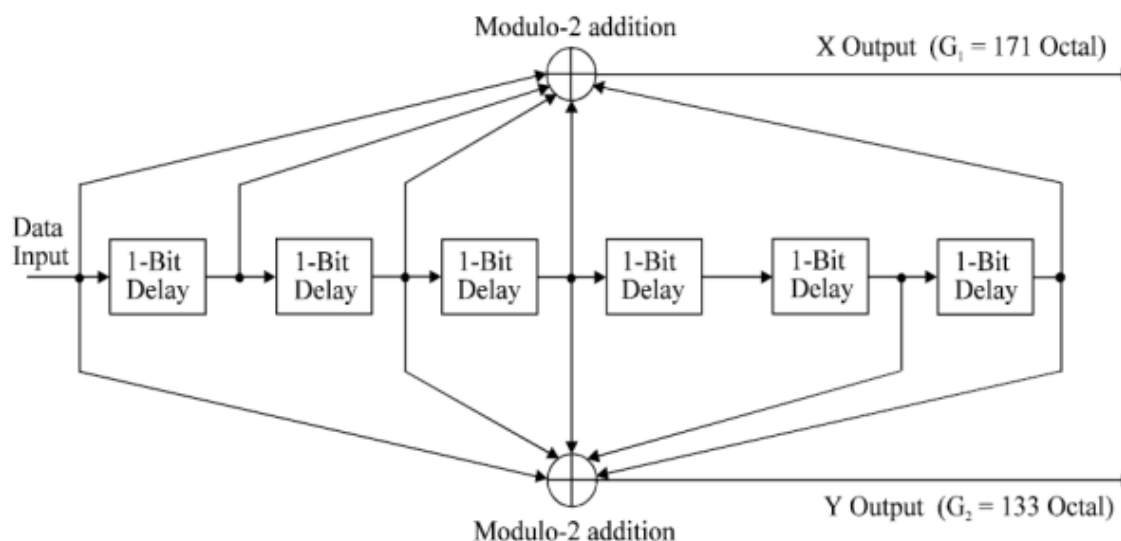 Modulo-2 addition
X Output (G₁ = 171 Octal)
Data
Input
1-Bit
Delay
1-Bit
Delay
1-Bit
Delay
1-Bit
Delay
1-Bit
Delay
1-Bit
Delay
Y Output (G₂ = 133 Octal)
Modulo-2 addition